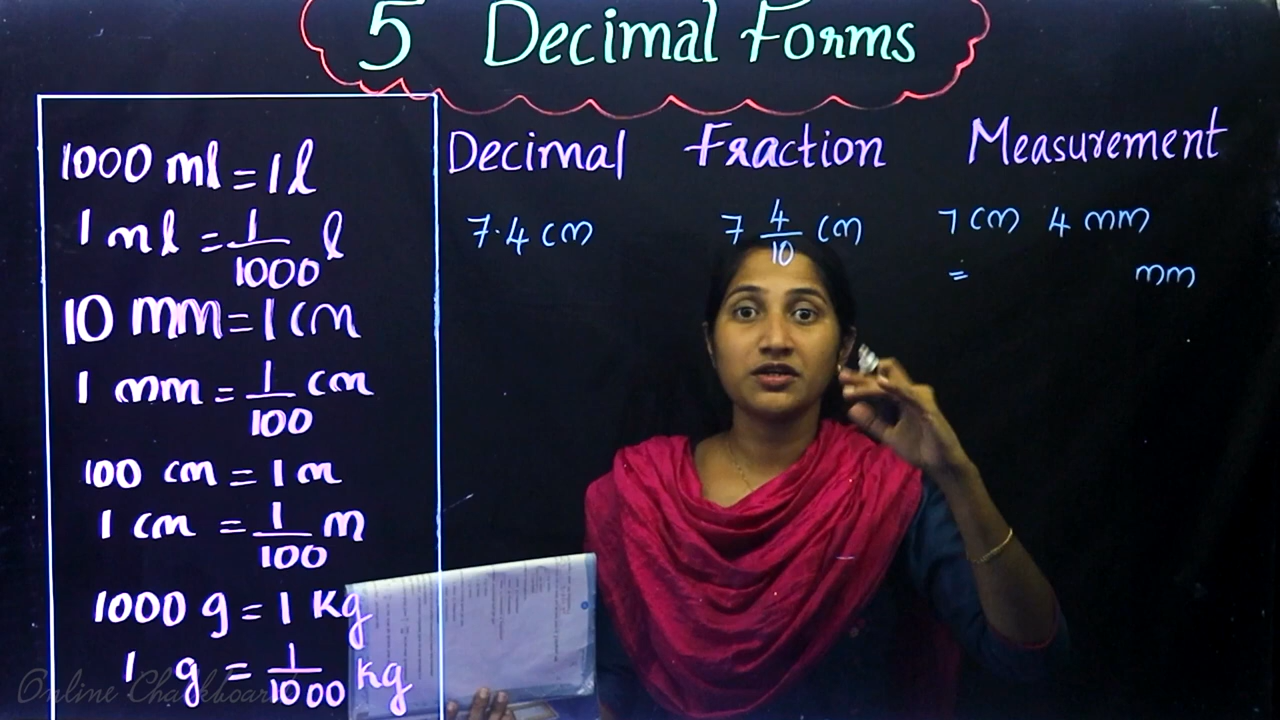 5 Decimal Forms
1000 ml = 1 l
1 ml = 1/1000 l
10 mm = 1 cm
1 mm = 1/100 cm
100 cm = 1 m
1 cm = 1/100 m
1000 g = 1 Kg
1 g = 1/1000 Kg
Decimal Fraction Measurement
7.4 cm 7 4/10 cm 7 cm 4 mm
= mm
Online Chalkboard